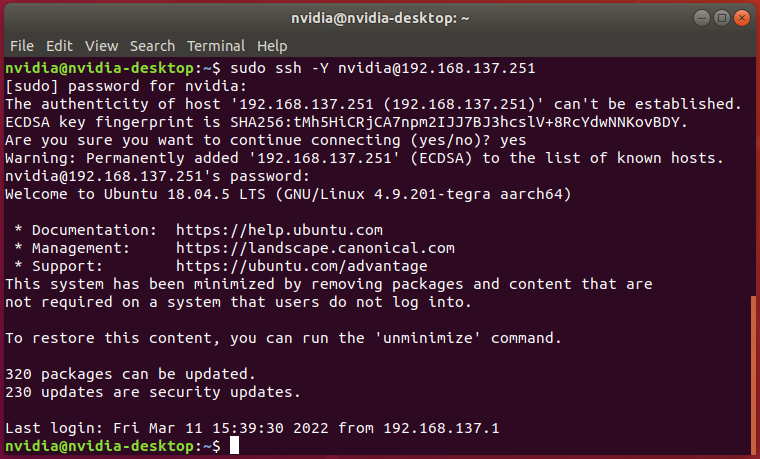 nvidia@nvidia-desktop: ~
File Edit View Search Terminal Help
nvidia@nvidia-desktop:~$ sudo ssh -Y nvidia@192.168.137.251
[sudo] password for nvidia:
The authenticity of host '192.168.137.251 (192.168.137.251)' can't be established.
ECDSA key fingerprint is SHA256:tMh5HiCRjCA7npm2IJJ7BJ3hcslV+8RcYdwNNKovBDY.
Are you sure you want to continue connecting (yes/no)? yes
Warning: Permanently added '192.168.137.251' (ECDSA) to the list of known hosts.
nvidia@192.168.137.251's password:
Welcome to Ubuntu 18.04.5 LTS (GNU/Linux 4.9.201-tegra aarch64)
* Documentation:  https://help.ubuntu.com
* Management:     https://landscape.canonical.com
* Support:        https://ubuntu.com/advantage
This system has been minimized by removing packages and content that are
not required on a system that users do not log into.
To restore this content, you can run the 'unminimize' command.
320 packages can be updated.
230 updates are security updates.
Last login: Fri Mar 11 15:39:30 2022 from 192.168.137.1
nvidia@nvidia-desktop:~$